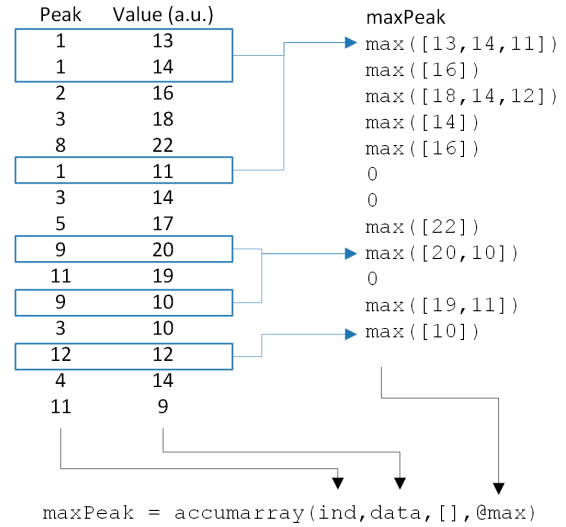 Peak Value (a.u.) maxPeak
1 13 max([13,14,11])
1 14 max([16])
2 16 max([18,14,12])
3 18 max([14])
8 22 max([16])
1 11 0
3 14 0
5 17 max([22])
9 20 max([20,10])
11 19 0
9 10 max([19,11])
3 10 max([10])
12 12
4 14
11 9
maxPeak = accumarray(ind,data,[],@max)